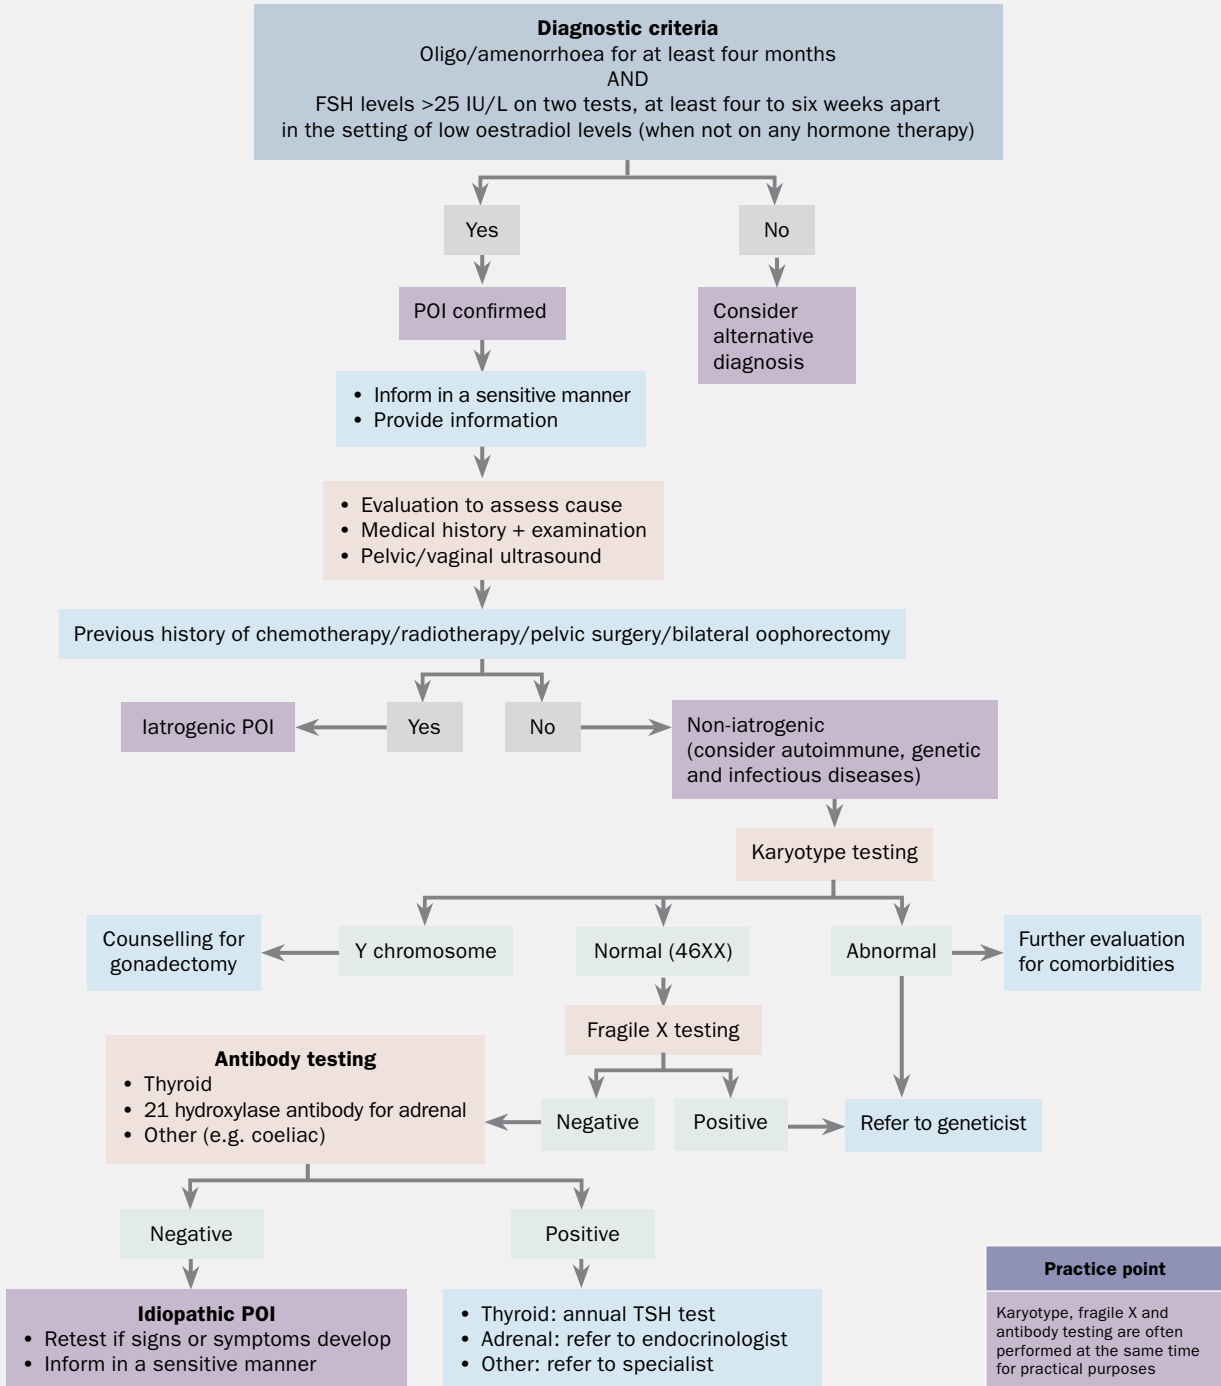 Diagnostic criteria
Oligo/amenorrhoea for at least four months
AND
FSH levels >25 IU/L on two tests, at least four to six weeks apart
in the setting of low oestradiol levels (when not on any hormone therapy)
Yes
No
POI confirmed
Consider
alternative
diagnosis
• Inform in a sensitive manner
• Provide information
• Evaluation to assess cause
• Medical history + examination
• Pelvic/vaginal ultrasound
Previous history of chemotherapy/radiotherapy/pelvic surgery/bilateral oophorectomy
Iatrogenic POI
Yes
No
Non-iatrogenic
(consider autoimmune, genetic
and infectious diseases)
Karyotype testing
Counselling for
gonadectomy
Y chromosome
Normal (46XX)
Abnormal
Further evaluation
for comorbidities
Fragile X testing
Antibody testing
• Thyroid
• 21 hydroxylase antibody for adrenal
• Other (e.g. coeliac)
Negative
Positive
Refer to geneticist
Negative
Positive
Idiopathic POI
• Retest if signs or symptoms develop
• Inform in a sensitive manner
• Thyroid: annual TSH test
• Adrenal: refer to endocrinologist
• Other: refer to specialist
Practice point
Karyotype, fragile X and
antibody testing are often
performed at the same time
for practical purposes